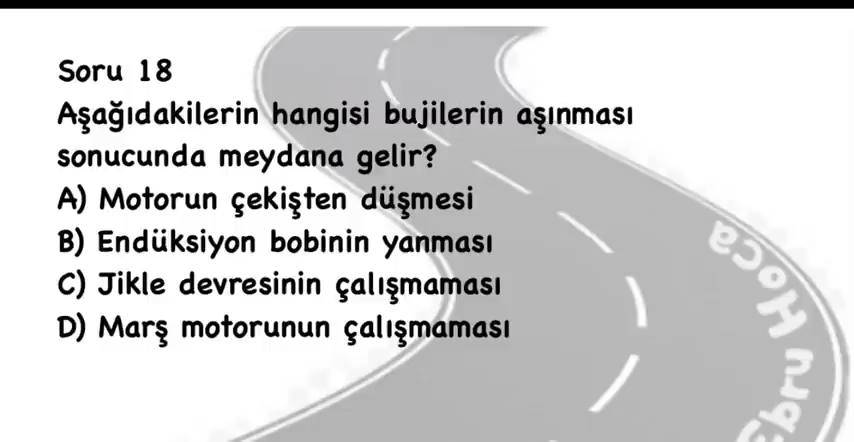 Soru 18
Aşağıdakilerin hangisi bujilerin aşınması
sonucunda meydana gelir?
A) Motorun çekişten düşmesi
B) Endüksiyon bobinin yanması
C) Jikle devresinin çalışmaması
D) Marş motorunun çalışmaması
Ebru Hoca